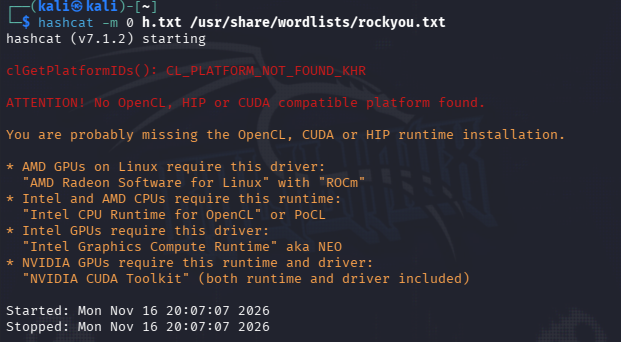 ┌──(kali㉿kali)-[~]
└─$ hashcat -m 0 h.txt /usr/share/wordlists/rockyou.txt
hashcat (v7.1.2) starting
clGetPlatformIDs(): CL_PLATFORM_NOT_FOUND_KHR
ATTENTION! No OpenCL, HIP or CUDA compatible platform found.
You are probably missing the OpenCL, CUDA or HIP runtime installation.
* AMD GPUs on Linux require this driver:
"AMD Radeon Software for Linux" with "ROCm"
* Intel and AMD CPUs require this runtime:
"Intel CPU Runtime for OpenCL" or PoCL
* Intel GPUs require this driver:
"Intel Graphics Compute Runtime" aka NEO
* NVIDIA GPUs require this runtime and driver:
"NVIDIA CUDA Toolkit" (both runtime and driver included)
Started: Mon Nov 16 20:07:07 2026
Stopped: Mon Nov 16 20:07:07 2026